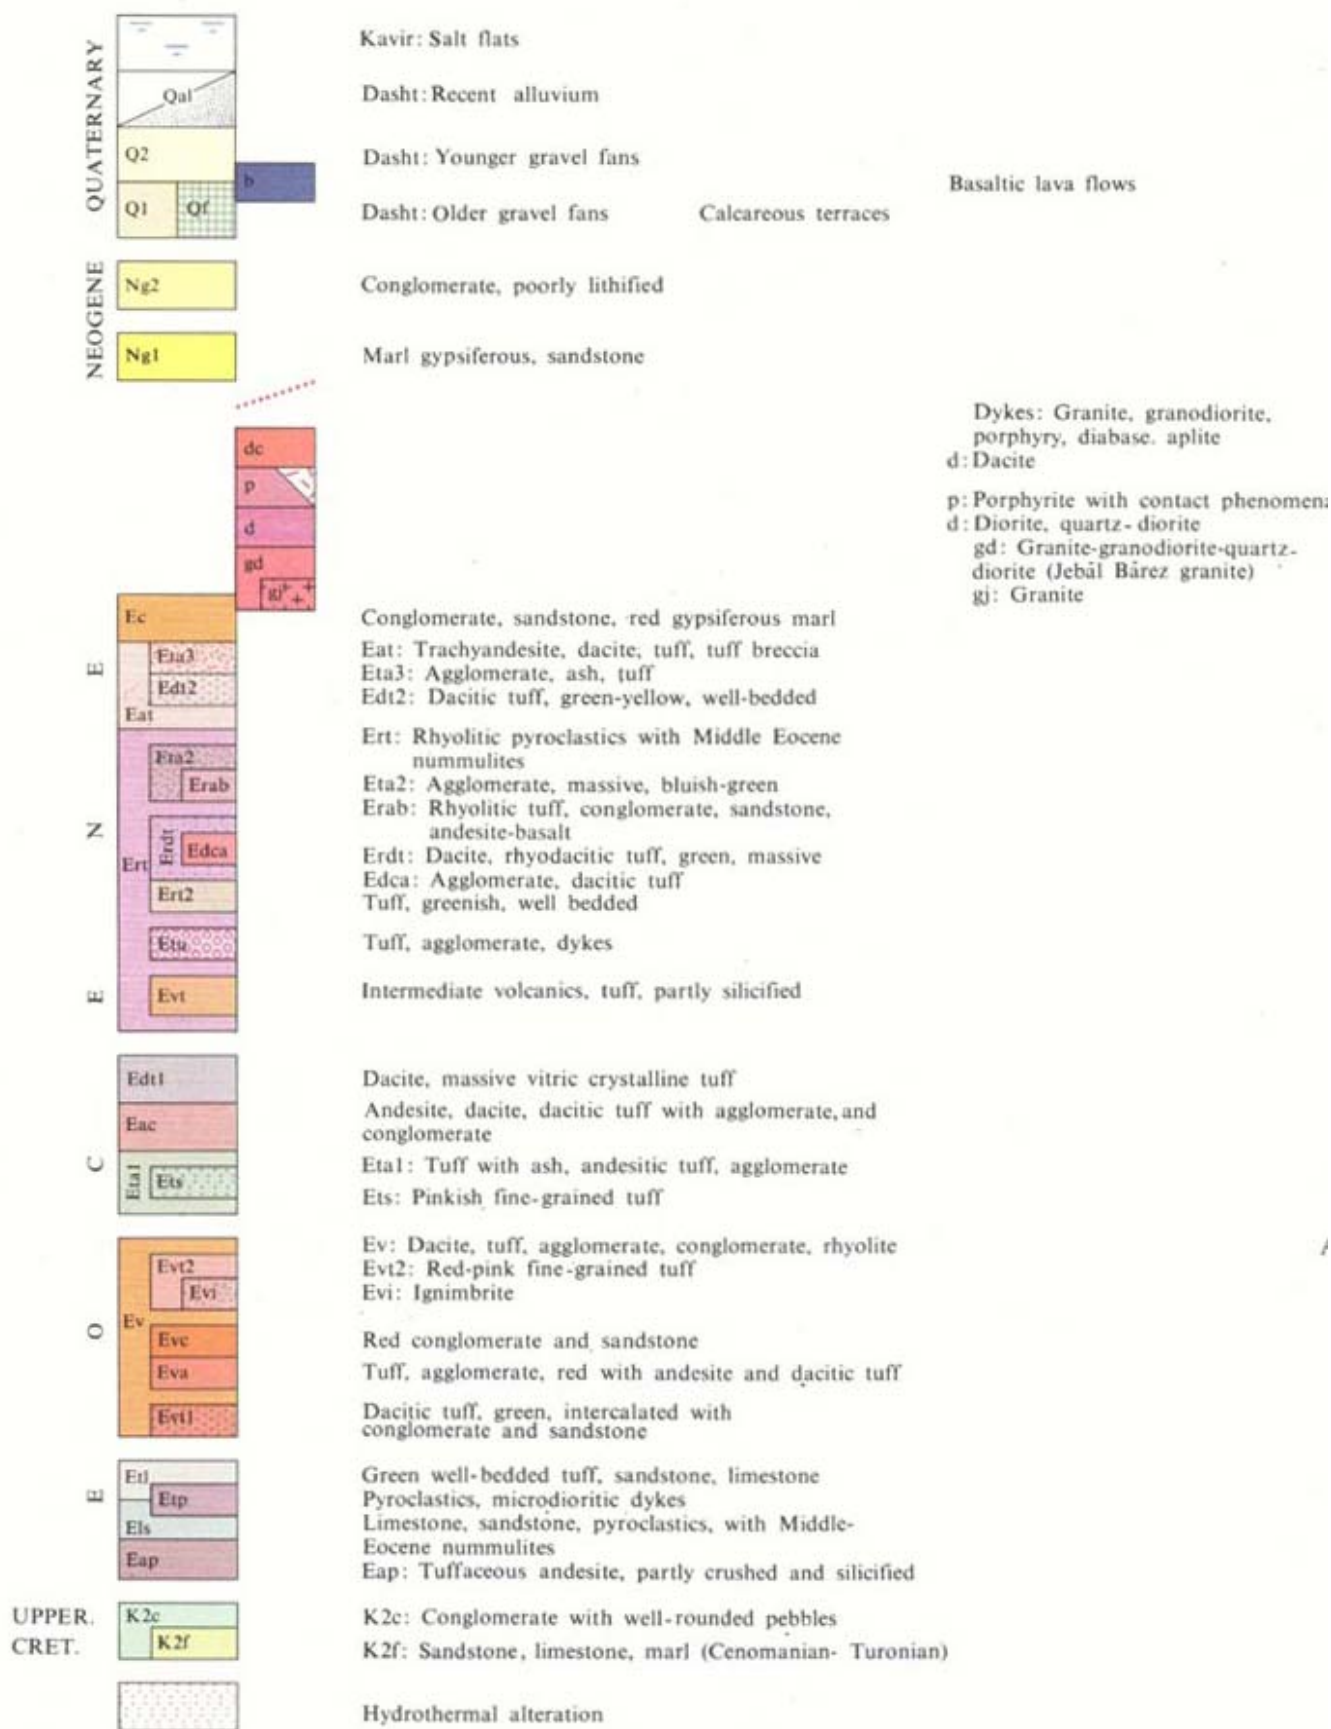 QUATERNARY
Kavir: Salt flats
Qal
Dasht: Recent alluvium
Q2
Dasht: Younger gravel fans
b
Basaltic lava flows
Q1
Qf
Dasht: Older gravel fans
Calcareous terraces
NEOGENE
Ng2
Conglomerate, poorly lithified
Ng1
Marl gypsiferous, sandstone
Dykes: Granite, granodiorite,
porphyry, diabase. aplite
dc
d: Dacite
p
p: Porphyrite with contact phenomena
d
d: Diorite, quartz-diorite
gd
gd: Granite-granodiorite-quartz-
diorite (Jebāl Bārez granite)
gj
gj: Granite
E O C E N E
Ec
Conglomerate, sandstone, red gypsiferous marl
Eat
Eat: Trachyandesite, dacite, tuff, tuff breccia
Eta3
Eta3: Agglomerate, ash, tuff
Edt2
Edt2: Dacitic tuff, green-yellow, well-bedded
Ert
Ert: Rhyolitic pyroclastics with Middle Eocene
nummulites
Eta2
Eta2: Agglomerate, massive, bluish-green
Erab
Erab: Rhyolitic tuff, conglomerate, sandstone,
andesite-basalt
Erdt
Erdt: Dacite, rhyodacitic tuff, green, massive
Edca
Edca: Agglomerate, dacitic tuff
Ert2
Tuff, greenish, well bedded
Etu
Tuff, agglomerate, dykes
Evt
Intermediate volcanics, tuff, partly silicified
Edt1
Dacite, massive vitric crystalline tuff
Eac
Andesite, dacite, dacitic tuff with agglomerate, and
conglomerate
Eta1
Eta1: Tuff with ash, andesitic tuff, agglomerate
Ets
Ets: Pinkish fine-grained tuff
Ev
Ev: Dacite, tuff, agglomerate, conglomerate, rhyolite
A
Evt2
Evt2: Red-pink fine-grained tuff
Evi
Evi: Ignimbrite
Evc
Red conglomerate and sandstone
Eva
Tuff, agglomerate, red with andesite and dacitic tuff
Evt1
Dacitic tuff, green, intercalated with
conglomerate and sandstone
Etl
Green well-bedded tuff, sandstone, limestone
Etp
Pyroclastics, microdioritic dykes
Els
Limestone, sandstone, pyroclastics, with Middle-
Eocene nummulites
Eap
Eap: Tuffaceous andesite, partly crushed and silicified
UPPER.
CRET.
K2c
K2c: Conglomerate with well-rounded pebbles
K2f
K2f: Sandstone, limestone, marl (Cenomanian- Turonian)
Hydrothermal alteration